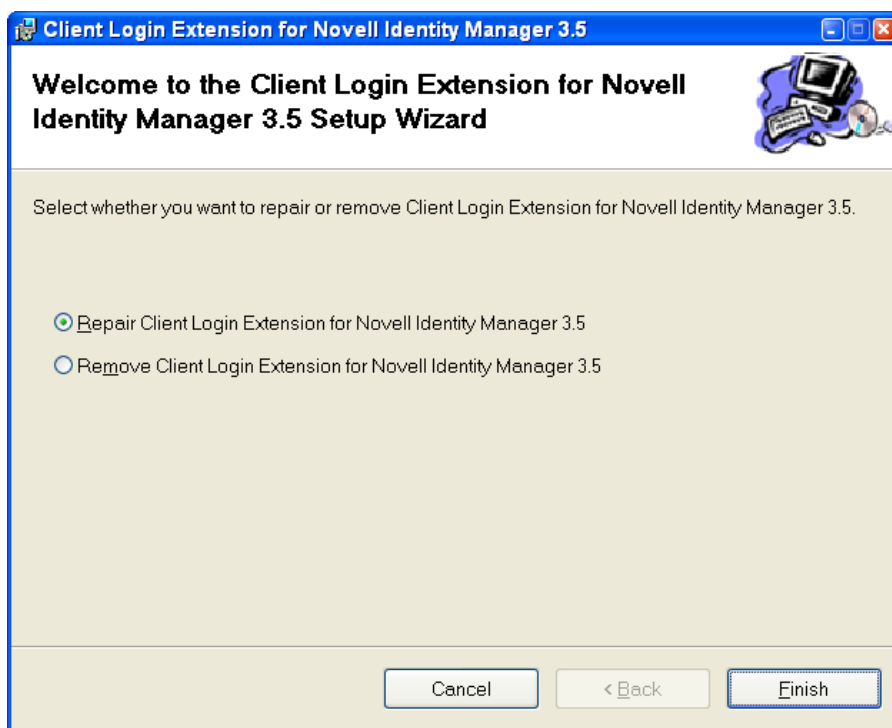 Client Login Extension for Novell Identity Manager 3.5
Welcome to the Client Login Extension for Novell
Identity Manager 3.5 Setup Wizard
Select whether you want to repair or remove Client Login Extension for Novell Identity Manager 3.5.
Repair Client Login Extension for Novell Identity Manager 3.5
Remove Client Login Extension for Novell Identity Manager 3.5
Cancel
< Back
Finish